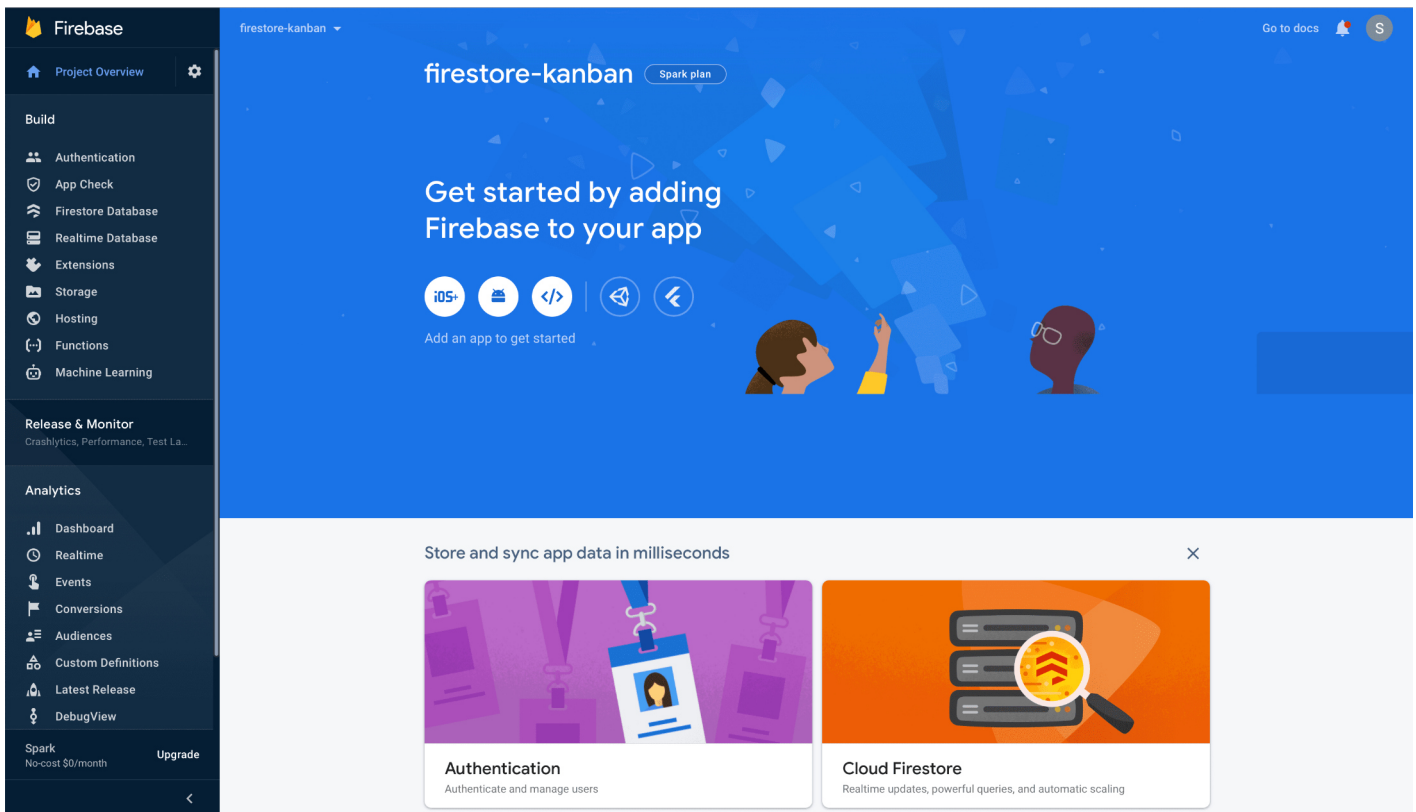 Firebase
Project Overview
Build
Authentication
App Check
Firestore Database
Realtime Database
Extensions
Storage
Hosting
Functions
Machine Learning
Release & Monitor
Crashlytics, Performance, Test La...
Analytics
Dashboard
Realtime
Events
Conversions
Audiences
Custom Definitions
Latest Release
DebugView
Spark
No-cost $0/month
Upgrade
firestore-kanban
Go to docs
S
firestore-kanban
Spark plan
Get started by adding
Firebase to your app
iOS+
</>
Add an app to get started
Store and sync app data in milliseconds
Authentication
Authenticate and manage users
Cloud Firestore
Realtime updates, powerful queries, and automatic scaling